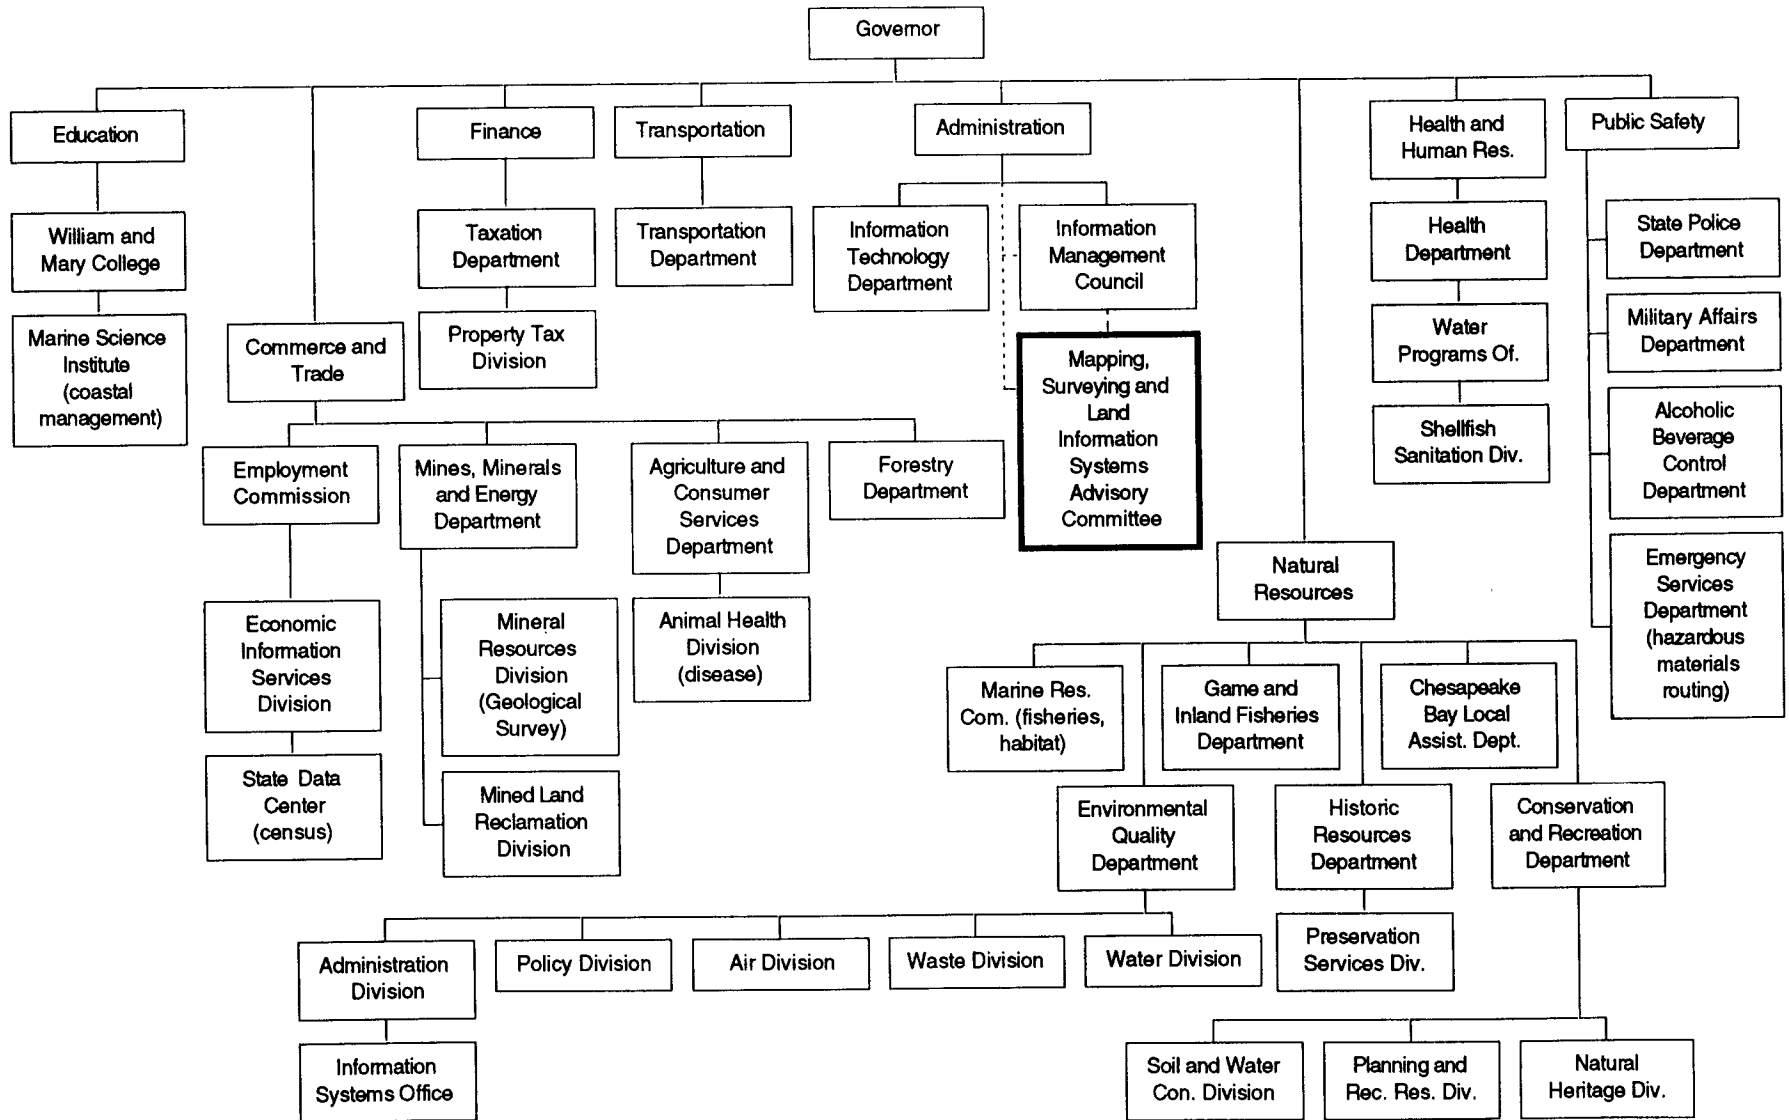 Governor
Education
Finance
Transportation
Administration
Health and
Human Res.
Public Safety
William and
Mary College
Taxation
Department
Transportation
Department
Information
Technology
Department
Information
Management
Council
Health
Department
State Police
Department
Marine Science
Institute
(coastal
management)
Commerce and
Trade
Property Tax
Division
Mapping,
Surveying and
Land
Information
Systems
Advisory
Committee
Water
Programs Of.
Military Affairs
Department
Shellfish
Sanitation Div.
Alcoholic
Beverage
Control
Department
Employment
Commission
Mines, Minerals
and Energy
Department
Agriculture and
Consumer
Services
Department
Forestry
Department
Natural
Resources
Emergency
Services
Department
(hazardous
materials
routing)
Economic
Information
Services
Division
Mineral
Resources
Division
(Geological
Survey)
Animal Health
Division
(disease)
Marine Res.
Com. (fisheries,
habitat)
Game and
Inland Fisheries
Department
Chesapeake
Bay Local
Assist. Dept.
State Data
Center
(census)
Mined Land
Reclamation
Division
Environmental
Quality
Department
Historic
Resources
Department
Conservation
and Recreation
Department
Administration
Division
Policy Division
Air Division
Waste Division
Water Division
Preservation
Services Div.
Information
Systems Office
Soil and Water
Con. Division
Planning and
Rec. Res. Div.
Natural
Heritage Div.